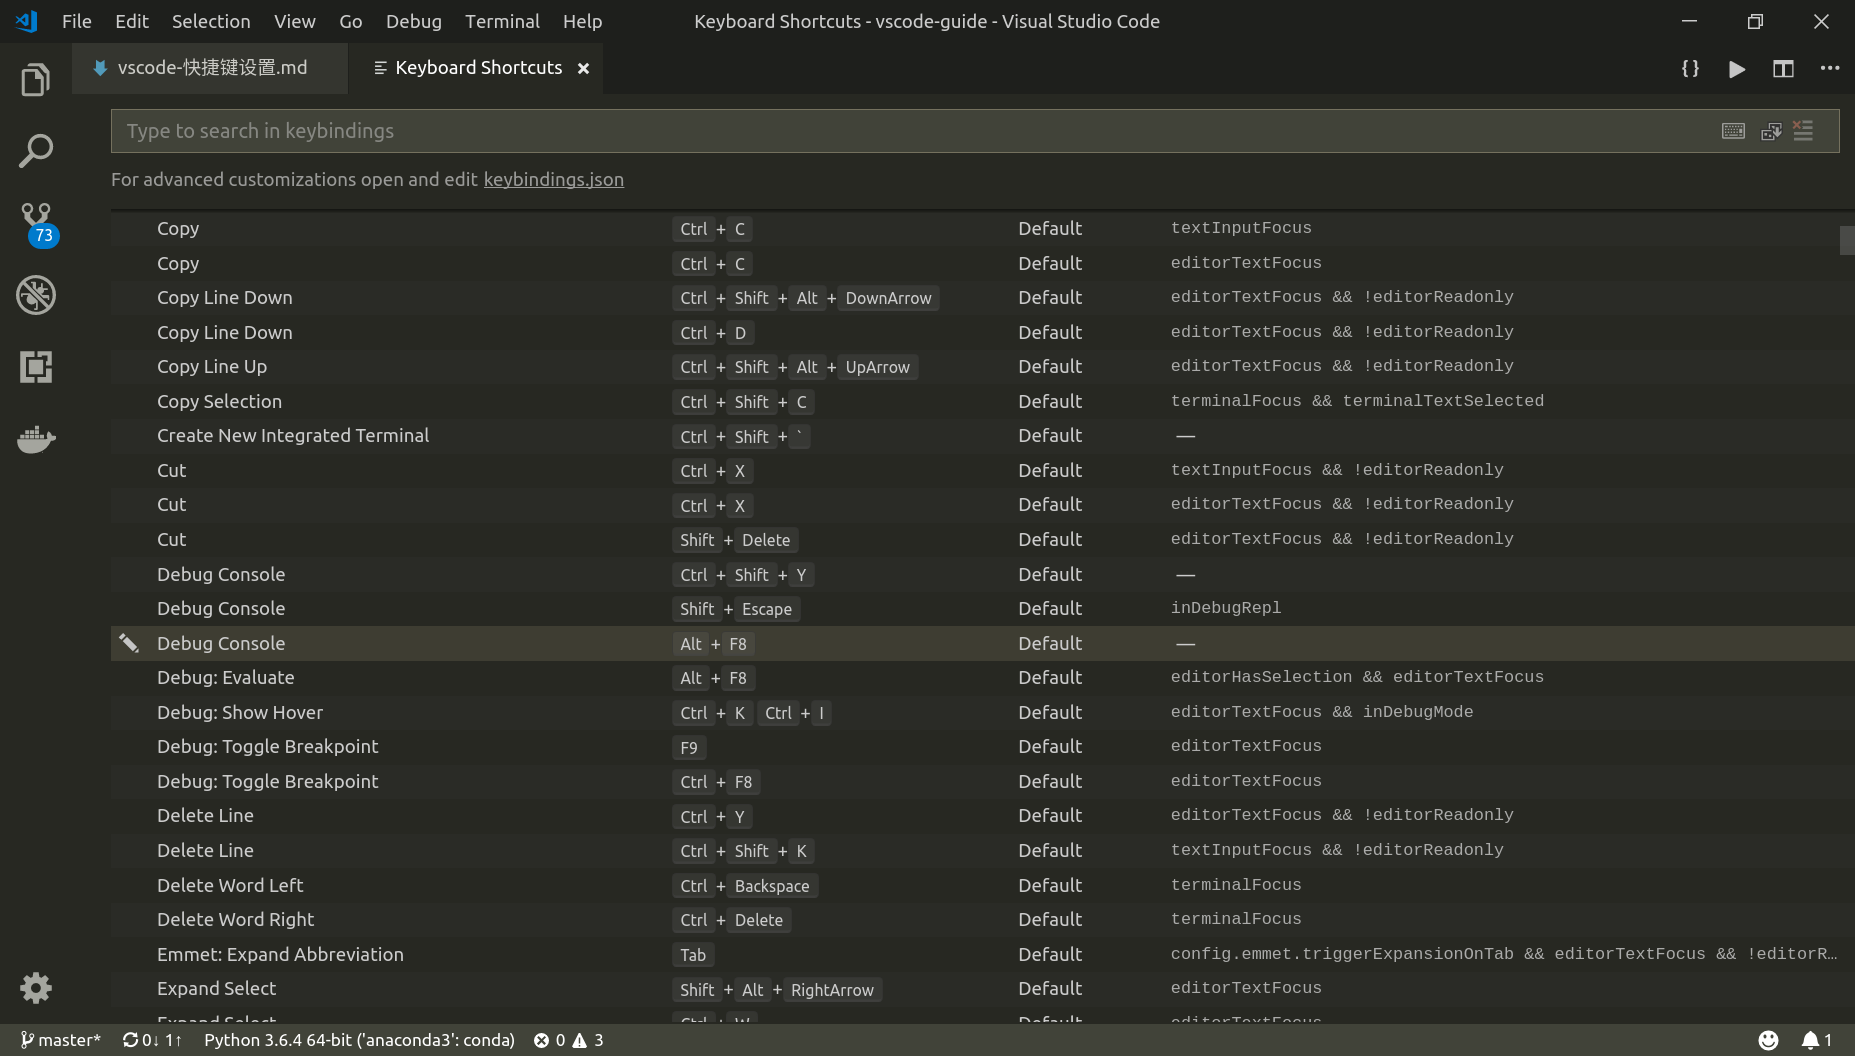 File Edit Selection View Go Debug Terminal Help Keyboard Shortcuts - vscode-guide - Visual Studio Code
vscode-快捷键设置.md Keyboard Shortcuts
Type to search in keybindings
For advanced customizations open and edit keybindings.json
Copy Ctrl + C Default textInputFocus
Copy Ctrl + C Default editorTextFocus
Copy Line Down Ctrl + Shift + Alt + DownArrow Default editorTextFocus && !editorReadonly
Copy Line Down Ctrl + D Default editorTextFocus && !editorReadonly
Copy Line Up Ctrl + Shift + Alt + UpArrow Default editorTextFocus && !editorReadonly
Copy Selection Ctrl + Shift + C Default terminalFocus && terminalTextSelected
Create New Integrated Terminal Ctrl + Shift + ` Default —
Cut Ctrl + X Default textInputFocus && !editorReadonly
Cut Ctrl + X Default editorTextFocus && !editorReadonly
Cut Shift + Delete Default editorTextFocus && !editorReadonly
Debug Console Ctrl + Shift + Y Default —
Debug Console Shift + Escape Default inDebugRepl
Debug Console Alt + F8 Default —
Debug: Evaluate Alt + F8 Default editorHasSelection && editorTextFocus
Debug: Show Hover Ctrl + K Ctrl + I Default editorTextFocus && inDebugMode
Debug: Toggle Breakpoint F9 Default editorTextFocus
Debug: Toggle Breakpoint Ctrl + F8 Default editorTextFocus
Delete Line Ctrl + Y Default editorTextFocus && !editorReadonly
Delete Line Ctrl + Shift + K Default textInputFocus && !editorReadonly
Delete Word Left Ctrl + Backspace Default terminalFocus
Delete Word Right Ctrl + Delete Default terminalFocus
Emmet: Expand Abbreviation Tab Default config.emmet.triggerExpansionOnTab && editorTextFocus && !editorR…
Expand Select Shift + Alt + RightArrow Default editorTextFocus
Expand Select Ctrl + W Default editorTextFocus
73
master* 0↓ 1↑ Python 3.6.4 64-bit ('anaconda3': conda) 0 3 1